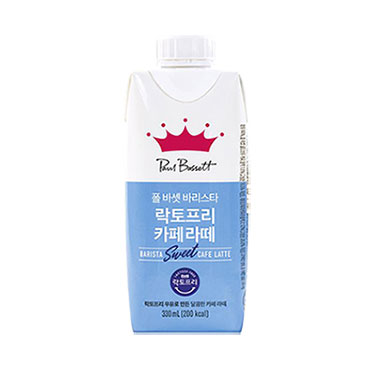 Paul Bassett
폴 바셋 바리스타
락토프리
카페라떼
BARISTA Sweet CAFE LATTE
락토프리
락토프리 우유로 만든 달콤한 카페 라떼
330mL (200 kcal)